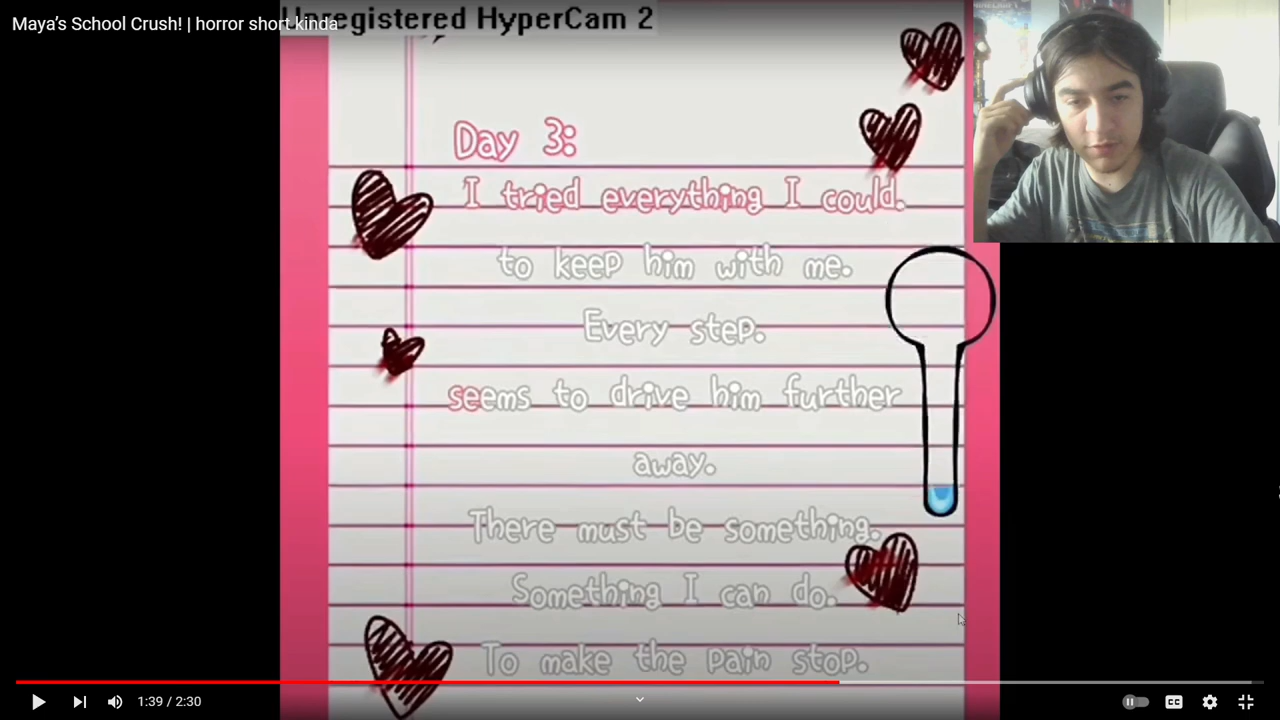 Maya’s School Crush! | horror short kinda
registered HyperCam 2
Day 3:
I tried everything I could.
to keep him with me.
Every step.
seems to drive him further
away.
There must be something.
Something I can do.
To make the pain stop.
1:39 / 2:30
CC